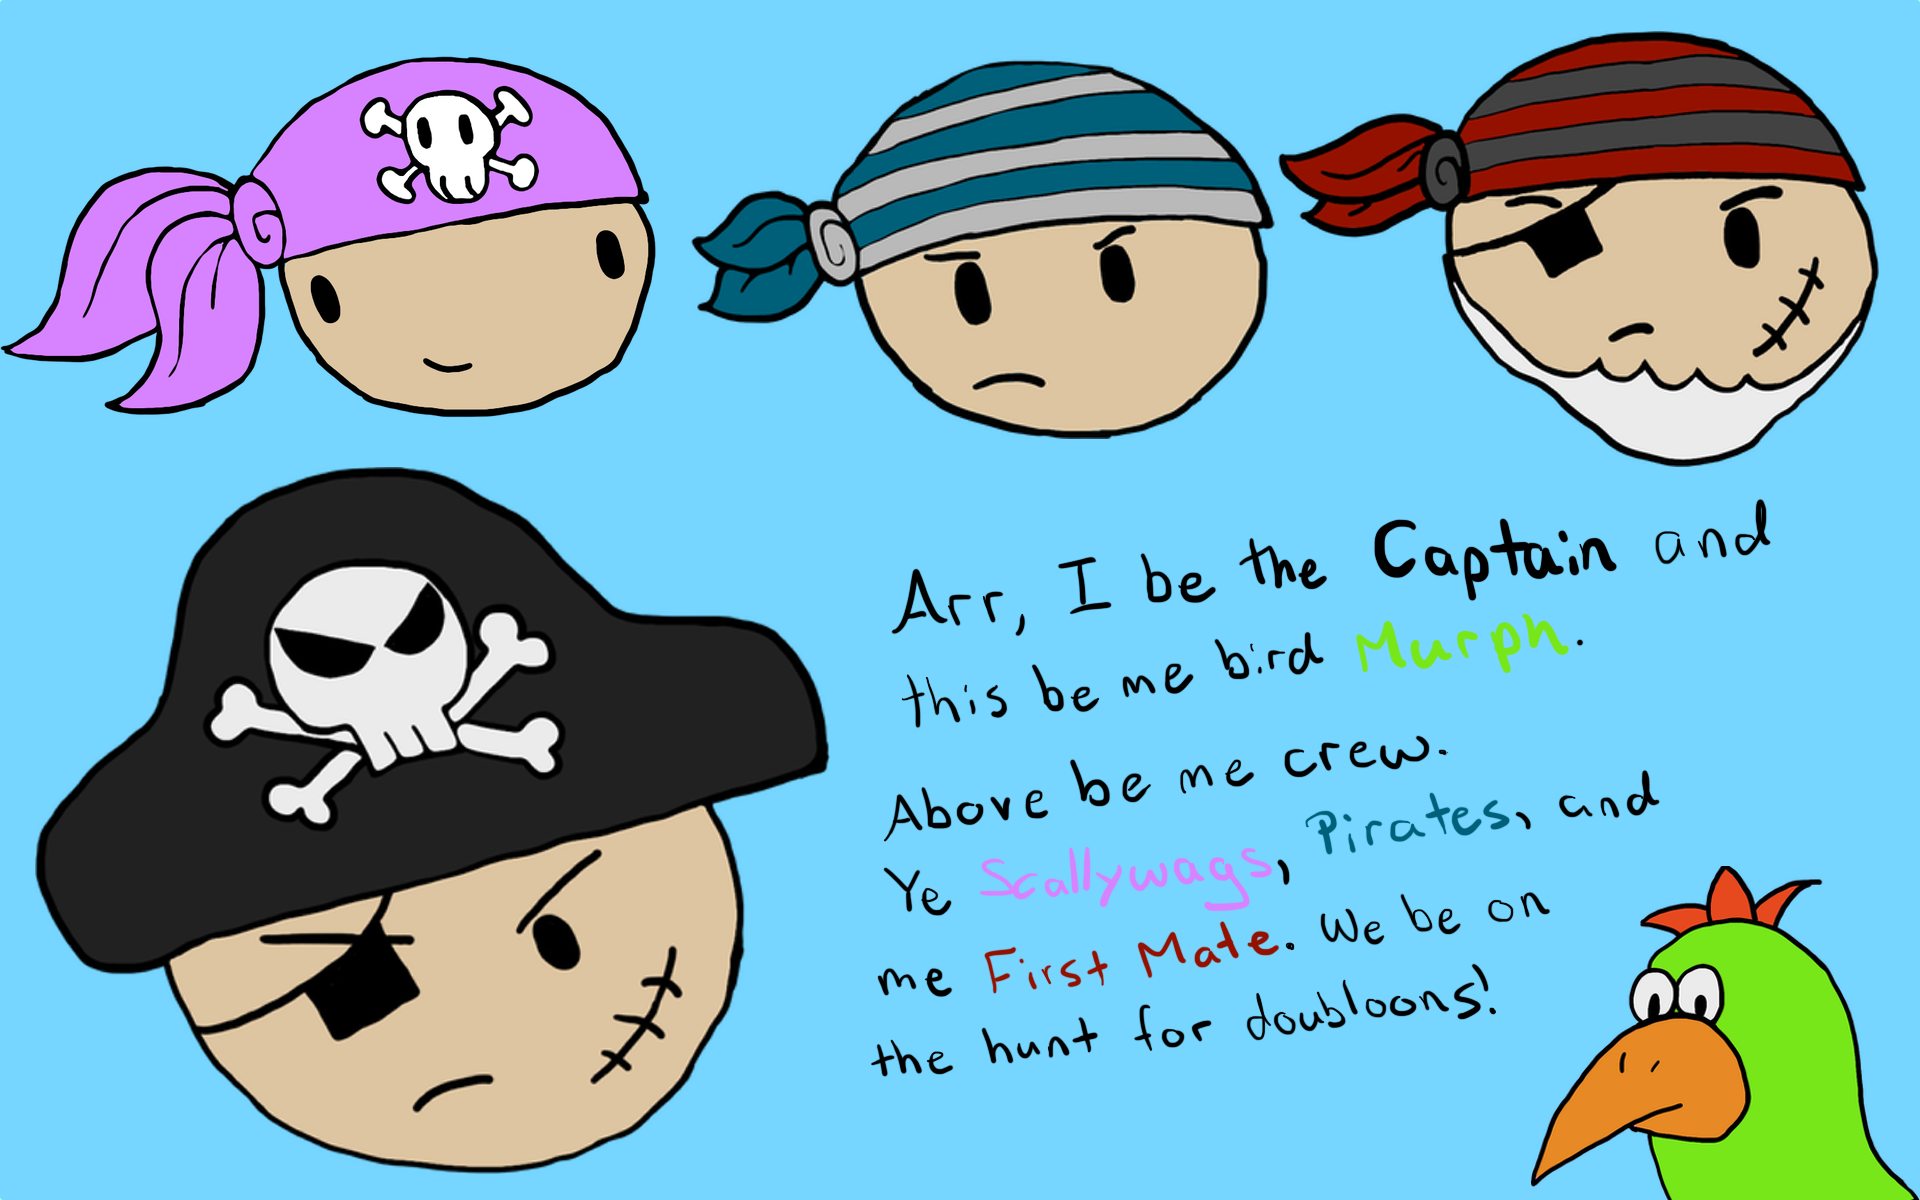 Arr, I be the Captain and
this be me bird Murph.
Above be me crew.
Ye Scallywags, Pirates, and
me First Mate. We be on
the hunt for doubloons!